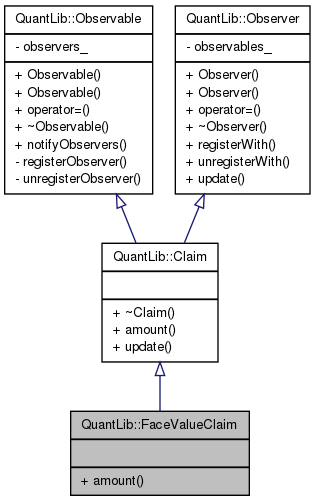 QuantLib::Observable
- observers_
+ Observable()
+ Observable()
+ operator=()
+ ~Observable()
+ notifyObservers()
- registerObserver()
- unregisterObserver()
QuantLib::Observer
- observables_
+ Observer()
+ Observer()
+ operator=()
+ ~Observer()
+ registerWith()
+ unregisterWith()
+ update()
QuantLib::Claim
+ ~Claim()
+ amount()
+ update()
QuantLib::FaceValueClaim
+ amount()